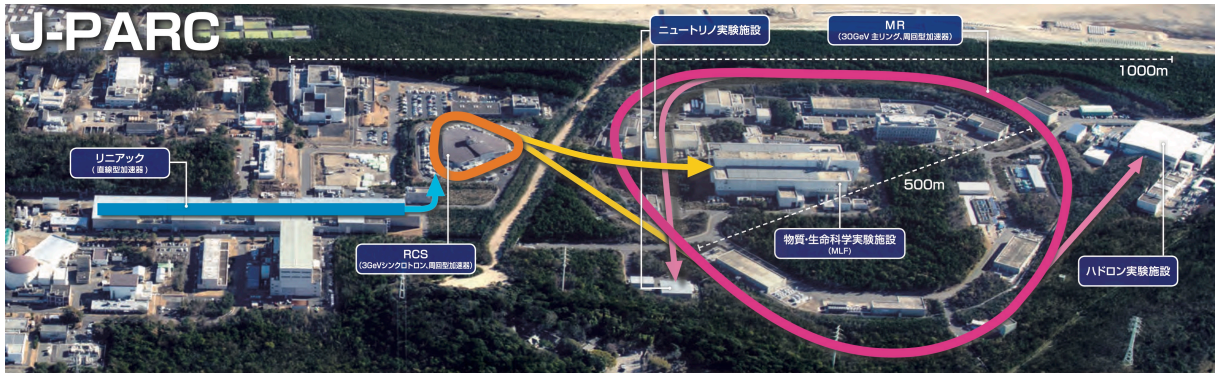 J-PARC
ニュートリノ実験施設
MR
(30GeV 主リング、周回型加速器)
1000m
リニアック
(直線型加速器)
500m
RCS
(3GeVシンクロトロン、周回型加速器)
物質・生命科学実験施設
(MLF)
ハドロン実験施設